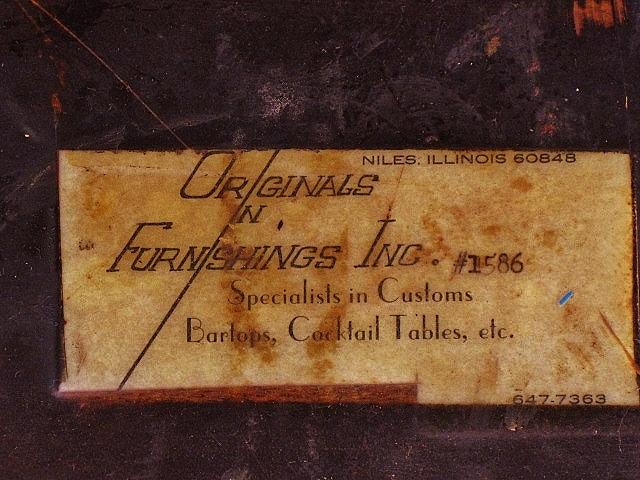 NILES, ILLINOIS 60848
ORIGINALS
IN
FURNISHINGS INC. #1586
Specialists in Customs
Bartops, Cocktail Tables, etc.
647-7363